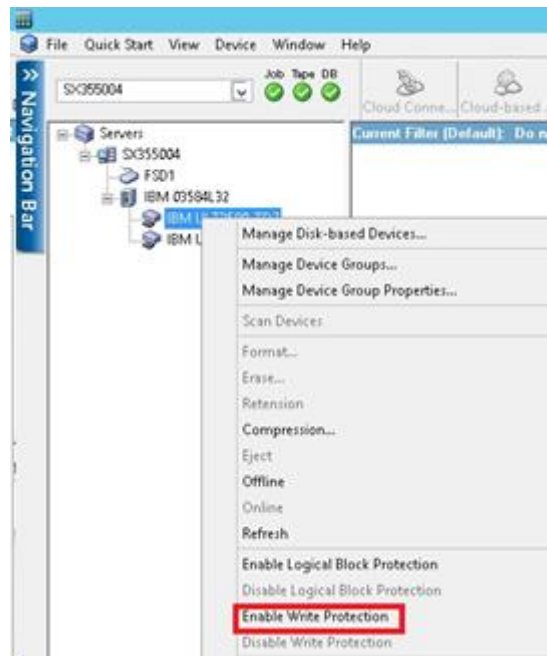 File Quick Start View Device Window Help
SX355004
Job Tape DB
Cloud Conne... Cloud-based
Navigation Bar
Servers
Current Filter (Default): Do n
SX355004
FSD1
IBM 03584L32
IBM
IBM L
Manage Disk-based Devices...
Manage Device Groups...
Manage Device Group Properties...
Scan Devices
Format...
Erase...
Retension
Compression...
Eject
Offline
Online
Refresh
Enable Logical Block Protection
Disable Logical Block Protection
Enable Write Protection
Disable Write Protection